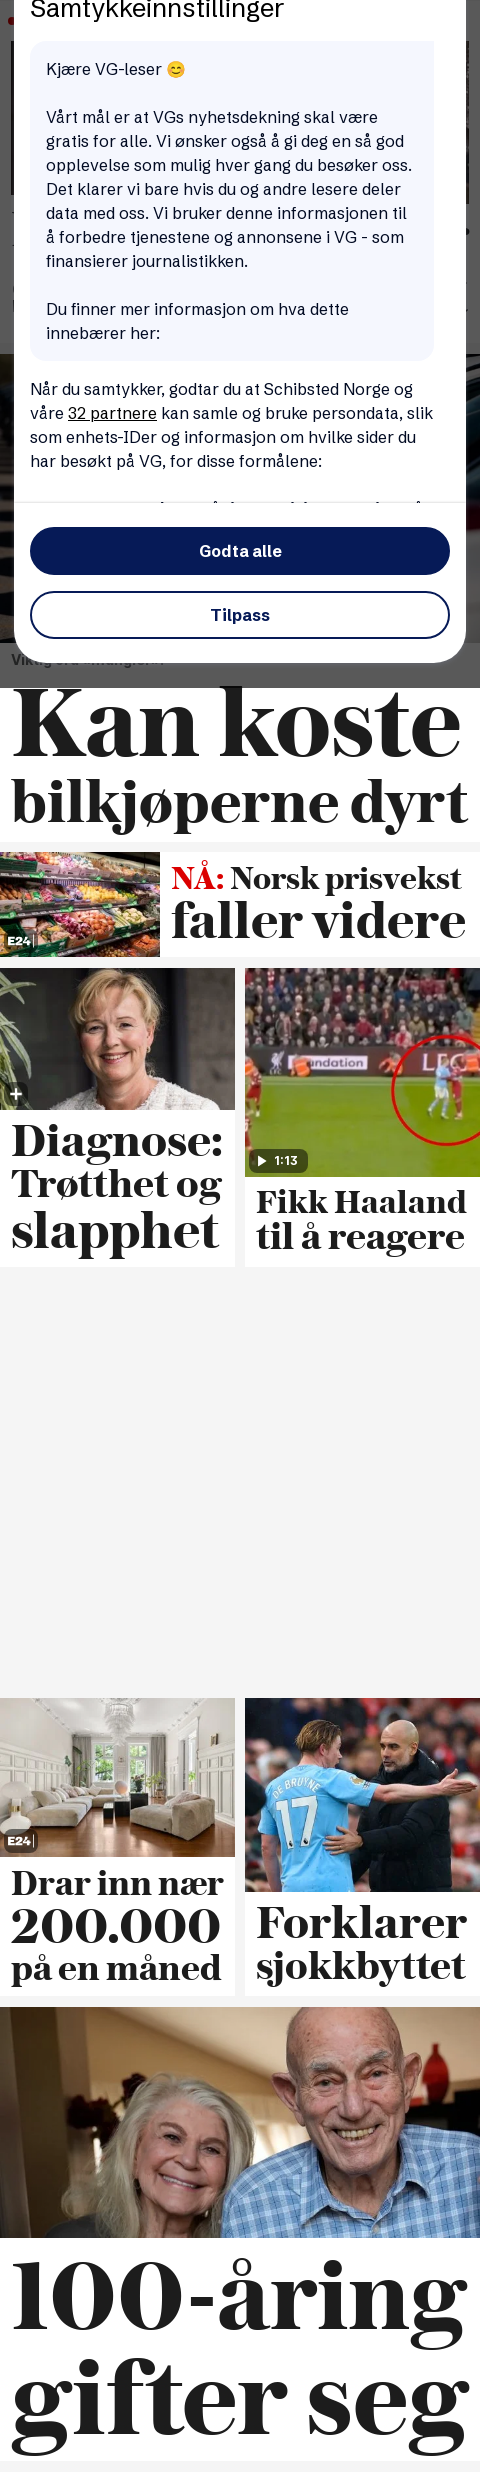 Samtykkeinnstillinger
Kjære VG-leser 😊
Vårt mål er at VGs nyhetsdekning skal være
gratis for alle. Vi ønsker også å gi deg en så god
opplevelse som mulig hver gang du besøker oss.
Det klarer vi bare hvis du og andre lesere deler
data med oss. Vi bruker denne informasjonen til
å forbedre tjenestene og annonsene i VG - som
finansierer journalistikken.
Du finner mer informasjon om hva dette
innebærer her:
Når du samtykker, godtar du at Schibsted Norge og
våre 32 partnere kan samle og bruke persondata, slik
som enhets-IDer og informasjon om hvilke sider du
har besøkt på VG, for disse formålene:
Godta alle
Tilpass
Kan koste
bilkjøperne dyrt
E24
NÅ: Norsk prisvekst
faller videre
Diagnose:
Trøtthet og
slapphet
1:13
Fikk Haaland
til å reagere
E24
Drar inn nær
200.000
på en måned
DE BRUYNE
17
Forklarer
sjokkbyttet
100-åring
gifter seg